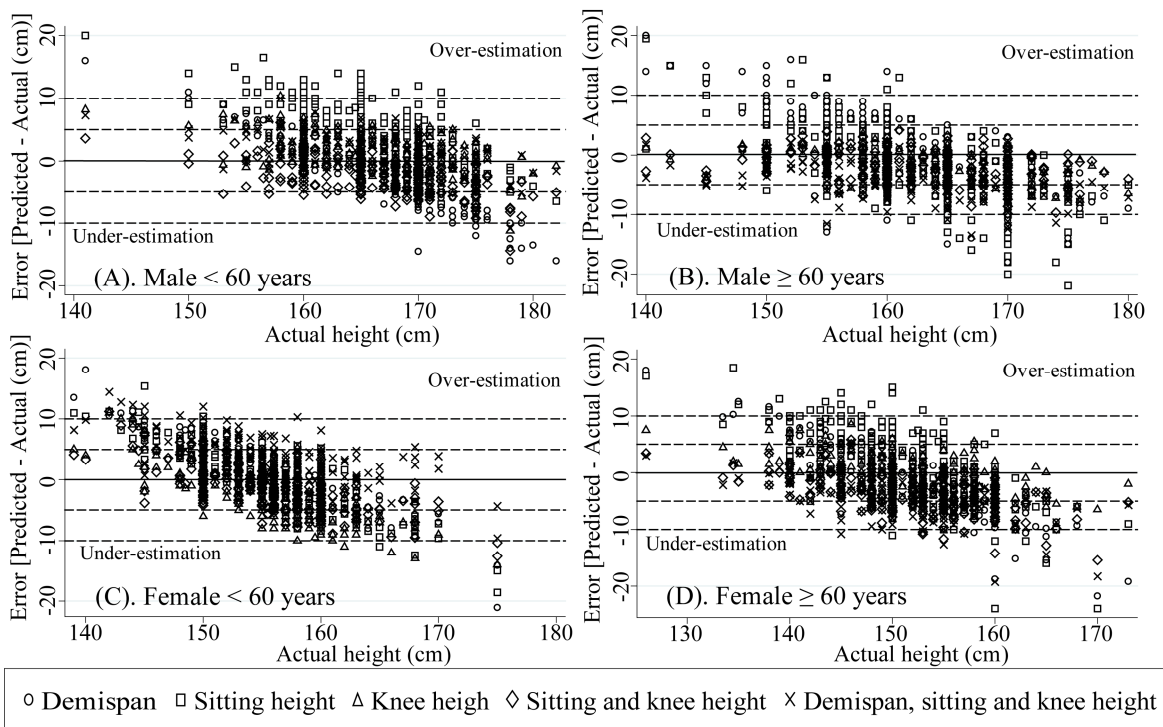 Error [Predicted - Actual (cm)]
20
10
0
-10
-20
Over-estimation
Under-estimation
(A). Male < 60 years
140 150 160 170 180
Actual height (cm)
Error [Predicted - Actual (cm)]
20
10
0
-10
-20
Over-estimation
Under-estimation
(B). Male ≥ 60 years
140 150 160 170 180
Actual height (cm)
Error [Predicted - Actual (cm)]
20
10
0
-10
-20
Over-estimation
Under-estimation
(C). Female < 60 years
140 150 160 170 180
Actual height (cm)
Error [Predicted - Actual (cm)]
20
10
0
-10
-20
Over-estimation
Under-estimation
(D). Female ≥ 60 years
130 140 150 160 170
Actual height (cm)
Demispan Sitting height Knee heigh Sitting and knee height Demispan, sitting and knee height